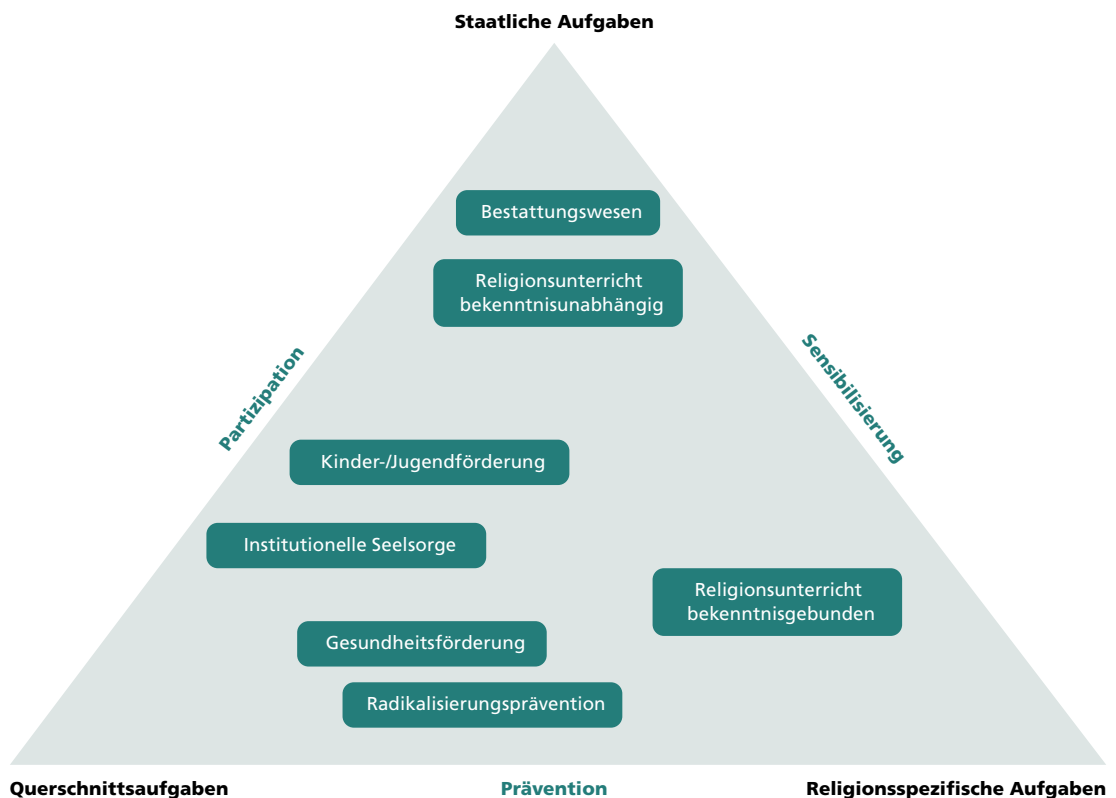 Staatliche Aufgaben
Bestattungswesen
Religionsunterricht
bekenntnisunabhängig
Partizipation
Sensibilisierung
Kinder-/Jugendförderung
Institutionelle Seelsorge
Religionsunterricht
bekenntnisgebunden
Gesundheitsförderung
Radikalisierungsprävention
Querschnittsaufgaben
Prävention
Religionsspezifische Aufgaben